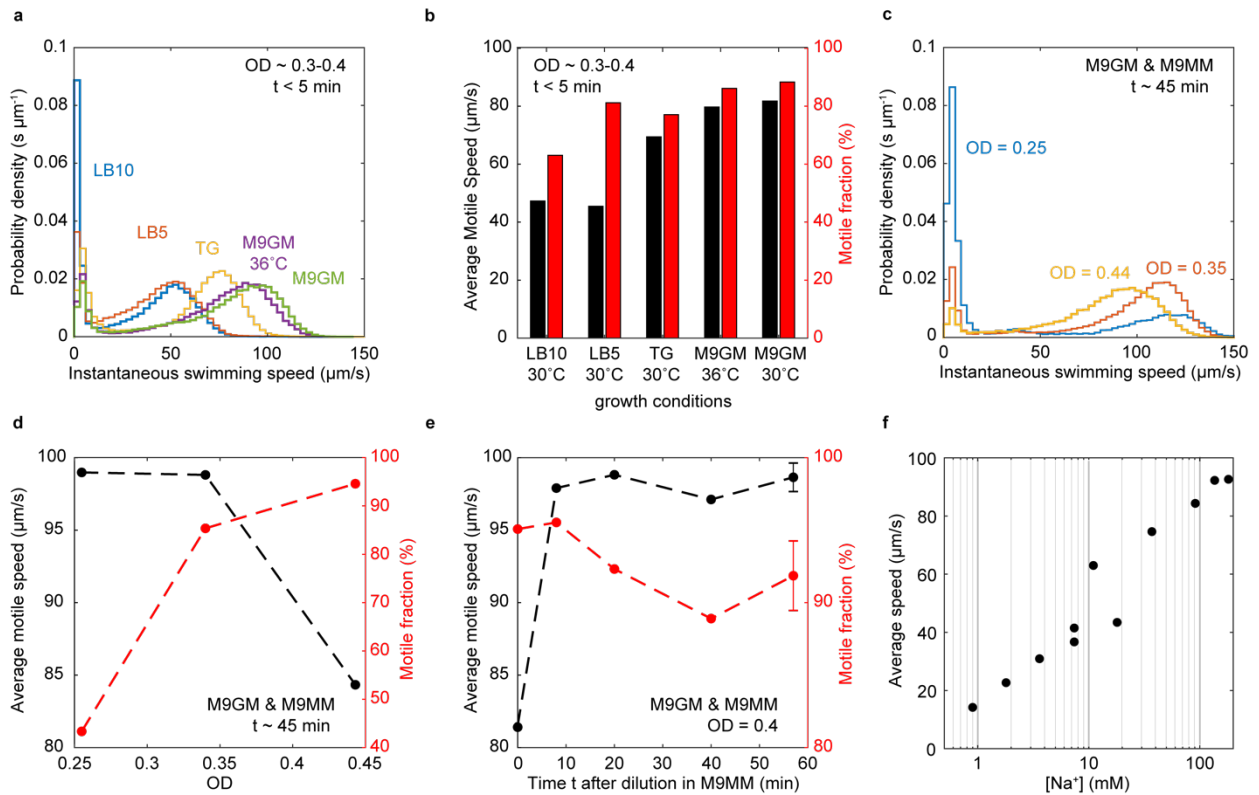 a
0.1
0.08
0.06
0.04
0.02
0
Probability density (s µm⁻¹)
OD ~ 0.3-0.4
t < 5 min
LB10
LB5
TG
M9GM
36°C
M9GM
0
50
100
150
Instantaneous swimming speed (µm/s)
b
100
80
60
40
20
0
Average Motile Speed (µm/s)
OD ~ 0.3-0.4
t < 5 min
100
80
60
40
20
0
Motile fraction (%)
LB10 LB5 TG M9GM M9GM
30°C 30°C 30°C 36°C 30°C
growth conditions
c
0.1
0.08
0.06
0.04
0.02
0
Probability density (s µm⁻¹)
M9GM & M9MM
t ~ 45 min
OD = 0.25
OD = 0.44
OD = 0.35
0
50
100
150
Instantaneous swimming speed (µm/s)
d
100
95
90
85
80
Average motile speed (µm/s)
100
90
80
70
60
50
40
Motile fraction (%)
M9GM & M9MM
t ~ 45 min
0.25
0.3
0.35
0.4
0.45
OD
e
100
95
90
85
80
Average motile speed (µm/s)
100
90
80
Motile fraction (%)
M9GM & M9MM
OD = 0.4
0
10
20
30
40
50
60
Time t after dilution in M9MM (min)
f
100
80
60
40
20
0
Average speed (µm/s)
1
10
100
[Na⁺] (mM)